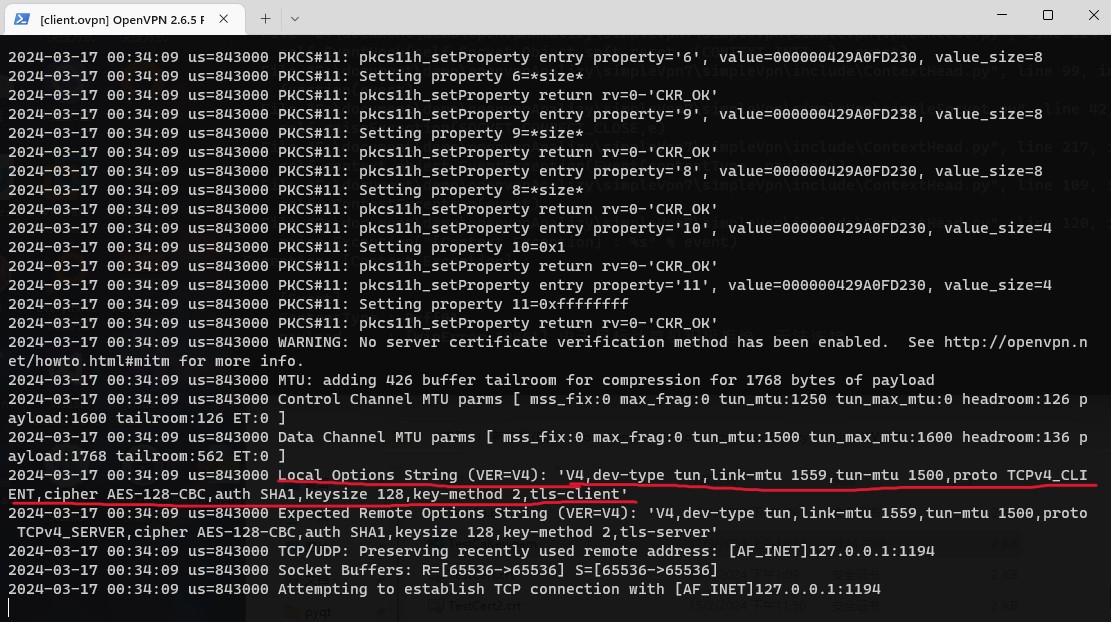 [client.ovpn] OpenVPN 2.6.5 F
2024-03-17 00:34:09 us=843000 PKCS#11: pkcs11h_setProperty entry property='6', value=000000429A0FD230, value_size=8
2024-03-17 00:34:09 us=843000 PKCS#11: Setting property 6=*size*
2024-03-17 00:34:09 us=843000 PKCS#11: pkcs11h_setProperty return rv=0-'CKR_OK'
2024-03-17 00:34:09 us=843000 PKCS#11: pkcs11h_setProperty entry property='9', value=000000429A0FD238, value_size=8
2024-03-17 00:34:09 us=843000 PKCS#11: Setting property 9=*size*
2024-03-17 00:34:09 us=843000 PKCS#11: pkcs11h_setProperty return rv=0-'CKR_OK'
2024-03-17 00:34:09 us=843000 PKCS#11: pkcs11h_setProperty entry property='8', value=000000429A0FD230, value_size=8
2024-03-17 00:34:09 us=843000 PKCS#11: Setting property 8=*size*
2024-03-17 00:34:09 us=843000 PKCS#11: pkcs11h_setProperty return rv=0-'CKR_OK'
2024-03-17 00:34:09 us=843000 PKCS#11: pkcs11h_setProperty entry property='10', value=000000429A0FD230, value_size=4
2024-03-17 00:34:09 us=843000 PKCS#11: Setting property 10=0x1
2024-03-17 00:34:09 us=843000 PKCS#11: pkcs11h_setProperty return rv=0-'CKR_OK'
2024-03-17 00:34:09 us=843000 PKCS#11: pkcs11h_setProperty entry property='11', value=000000429A0FD230, value_size=4
2024-03-17 00:34:09 us=843000 PKCS#11: Setting property 11=0xffffffff
2024-03-17 00:34:09 us=843000 PKCS#11: pkcs11h_setProperty return rv=0-'CKR_OK'
2024-03-17 00:34:09 us=843000 WARNING: No server certificate verification method has been enabled.  See http://openvpn.n
et/howto.html#mitm for more info.
2024-03-17 00:34:09 us=843000 MTU: adding 426 buffer tailroom for compression for 1768 bytes of payload
2024-03-17 00:34:09 us=843000 Control Channel MTU parms [ mss_fix:0 max_frag:0 tun_mtu:1250 tun_max_mtu:0 headroom:126 p
ayload:1600 tailroom:126 ET:0 ]
2024-03-17 00:34:09 us=843000 Data Channel MTU parms [ mss_fix:0 max_frag:0 tun_mtu:1500 tun_max_mtu:1600 headroom:136 p
ayload:1768 tailroom:562 ET:0 ]
2024-03-17 00:34:09 us=843000 Local Options String (VER=V4): 'V4,dev-type tun,link-mtu 1559,tun-mtu 1500,proto TCPv4_CLI
ENT,cipher AES-128-CBC,auth SHA1,keysize 128,key-method 2,tls-client'
2024-03-17 00:34:09 us=843000 Expected Remote Options String (VER=V4): 'V4,dev-type tun,link-mtu 1559,tun-mtu 1500,proto
 TCPv4_SERVER,cipher AES-128-CBC,auth SHA1,keysize 128,key-method 2,tls-server'
2024-03-17 00:34:09 us=843000 TCP/UDP: Preserving recently used remote address: [AF_INET]127.0.0.1:1194
2024-03-17 00:34:09 us=843000 Socket Buffers: R=[65536->65536] S=[65536->65536]
2024-03-17 00:34:09 us=843000 Attempting to establish TCP connection with [AF_INET]127.0.0.1:1194
pyqt
TestCert2.crt